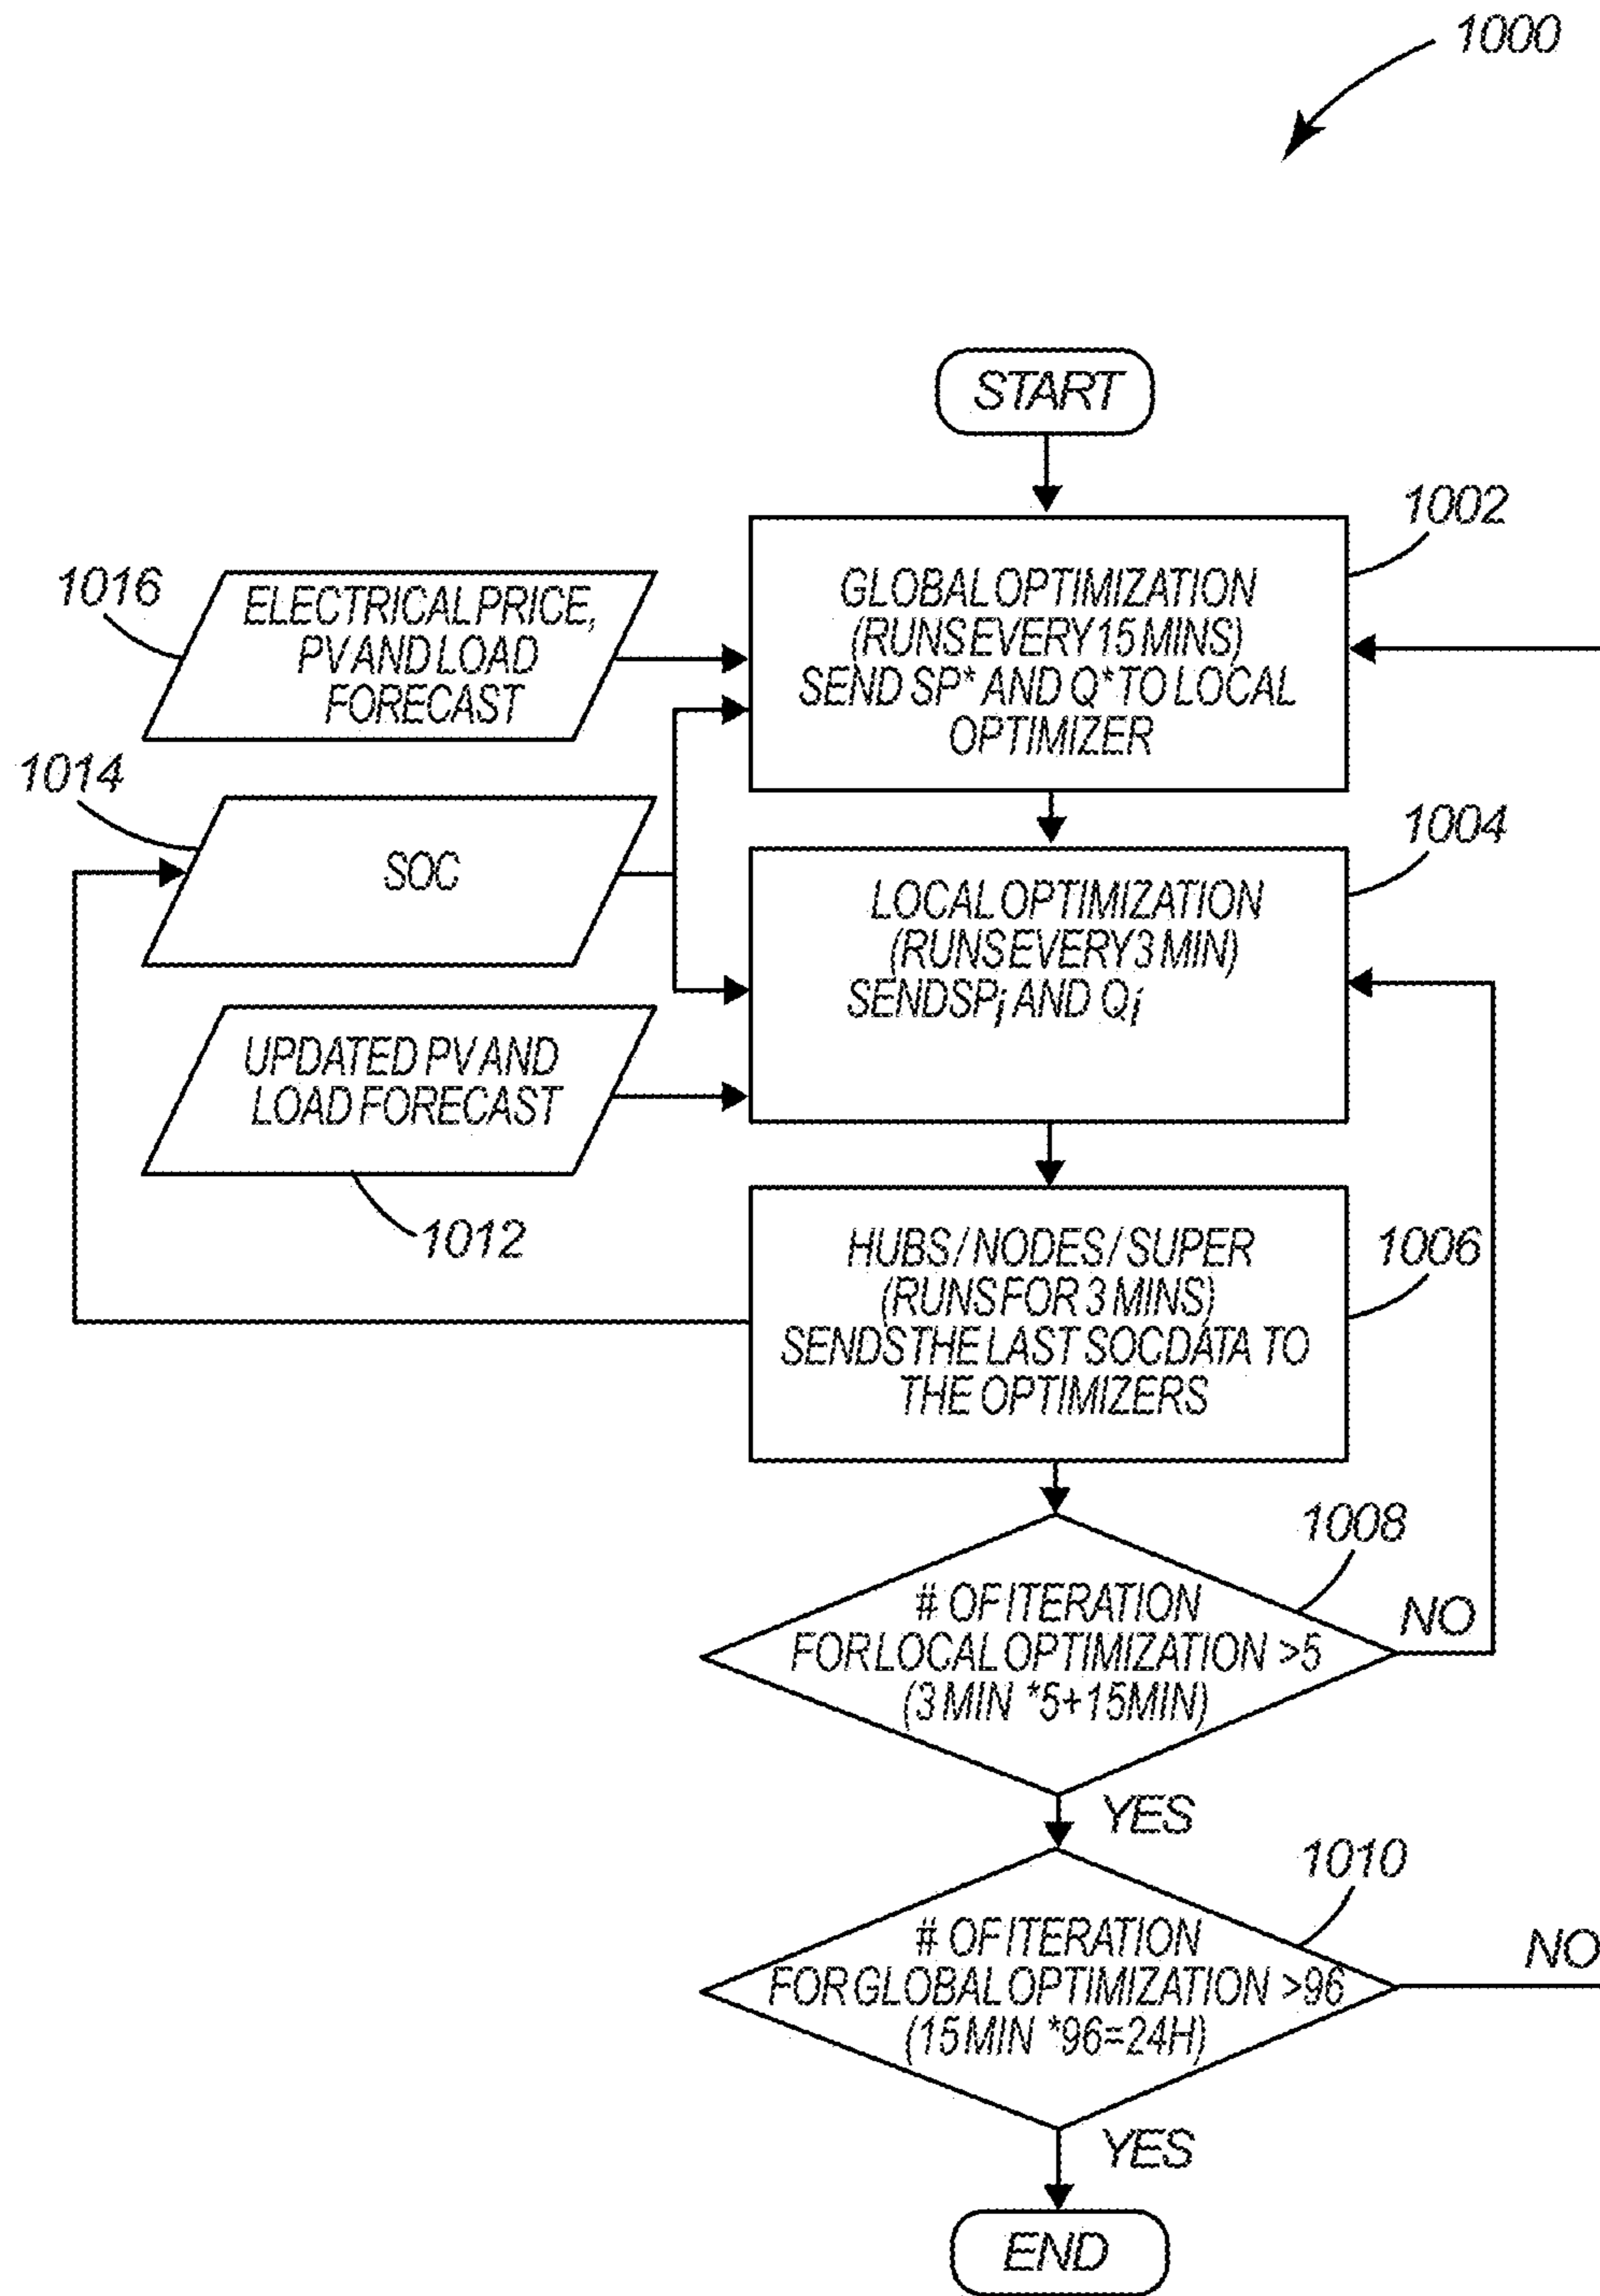 1000
START
1002
GLOBAL OPTIMIZATION
(RUNS EVERY 15 MINS)
SEND SP* AND Q* TO LOCAL
OPTIMIZER
1016
ELECTRICAL PRICE,
PV AND LOAD
FORECAST
1014
SOC
1004
LOCAL OPTIMIZATION
(RUNS EVERY 3 MIN)
SEND SPi AND Qi
UPDATED PV AND
LOAD FORECAST
1012
1006
HUBS / NODES / SUPER
(RUNS FOR 3 MINS)
SENDS THE LAST SOC DATA TO
THE OPTIMIZERS
1008
# OF ITERATION
FOR LOCAL OPTIMIZATION >5
(3 MIN *5+15MIN)
NO
YES
1010
# OF ITERATION
FOR GLOBAL OPTIMIZATION >96
(15 MIN *96=24H)
NO
YES
END